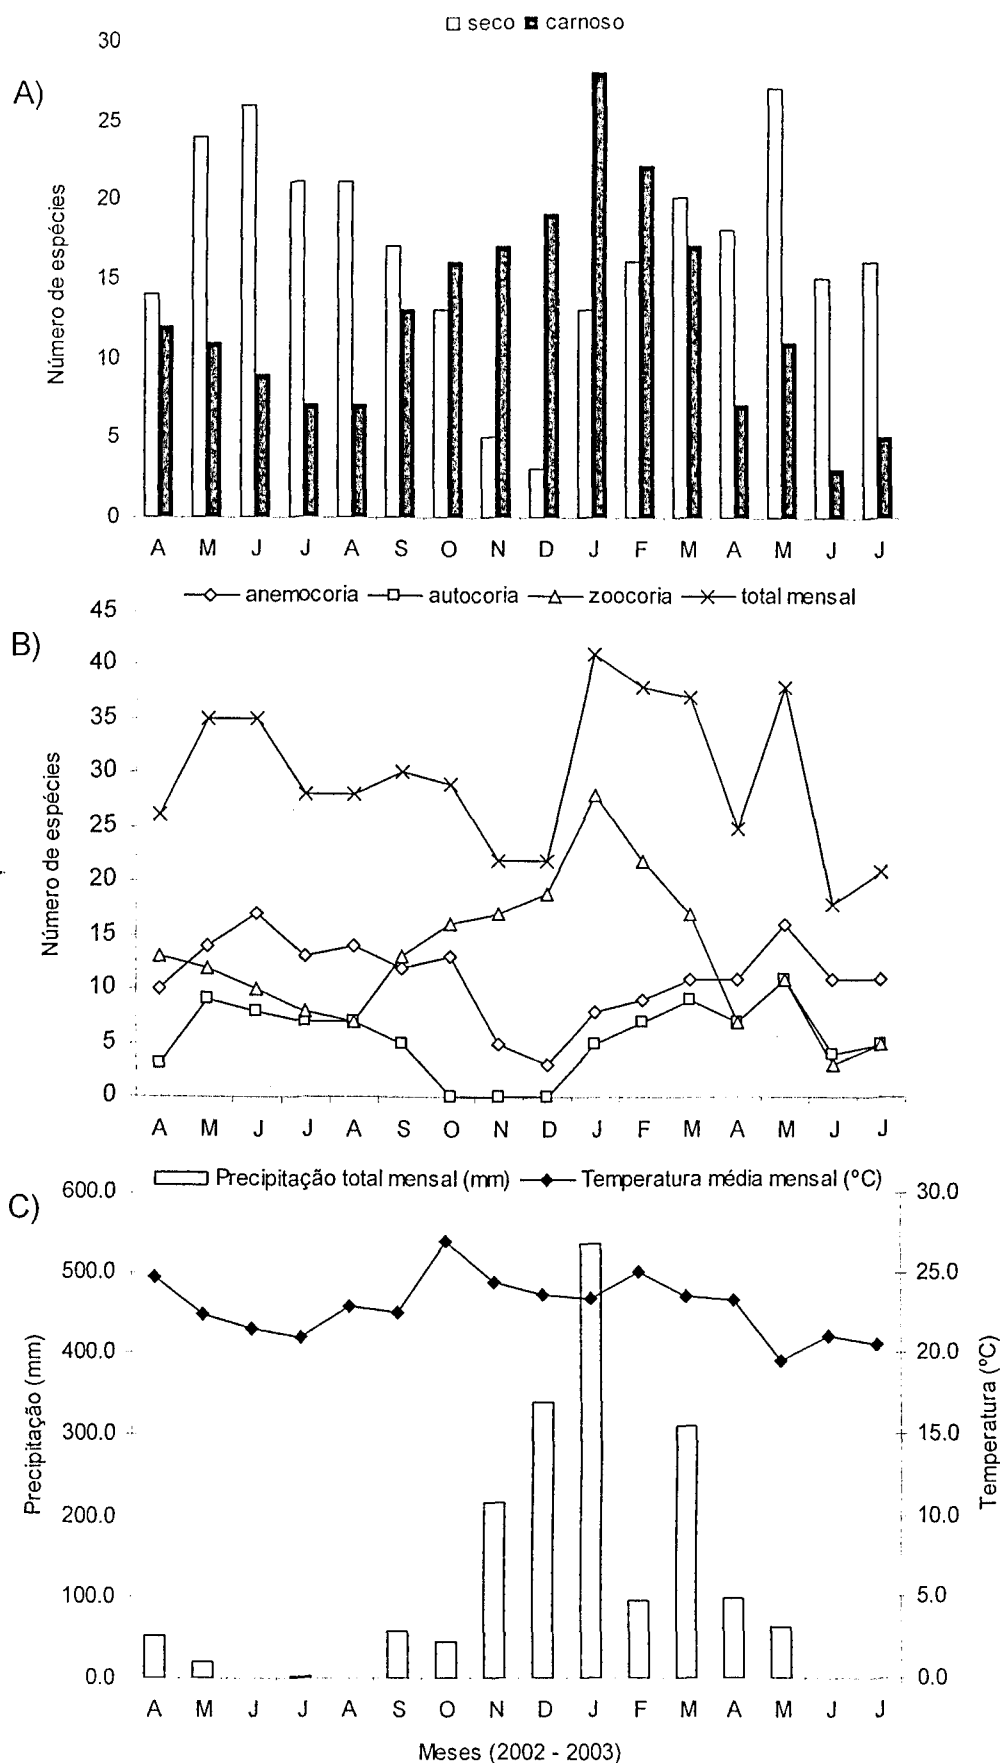 seco carnoso
A)
Número de espécies
30
25
20
15
10
5
0
A M J J A S O N D J F M A M J J
anemocoria autocoria zoocoria total mensal
B)
Número de espécies
45
40
35
30
25
20
15
10
5
0
A M J J A S O N D J F M A M J J
Precipitação total mensal (mm) Temperatura média mensal (ºC)
C)
Precipitação (mm)
600.0
500.0
400.0
300.0
200.0
100.0
0.0
30.0
25.0
20.0
15.0
10.0
5.0
0.0
Temperatura (ºC)
A M J J A S O N D J F M A M J J
Meses (2002 - 2003)